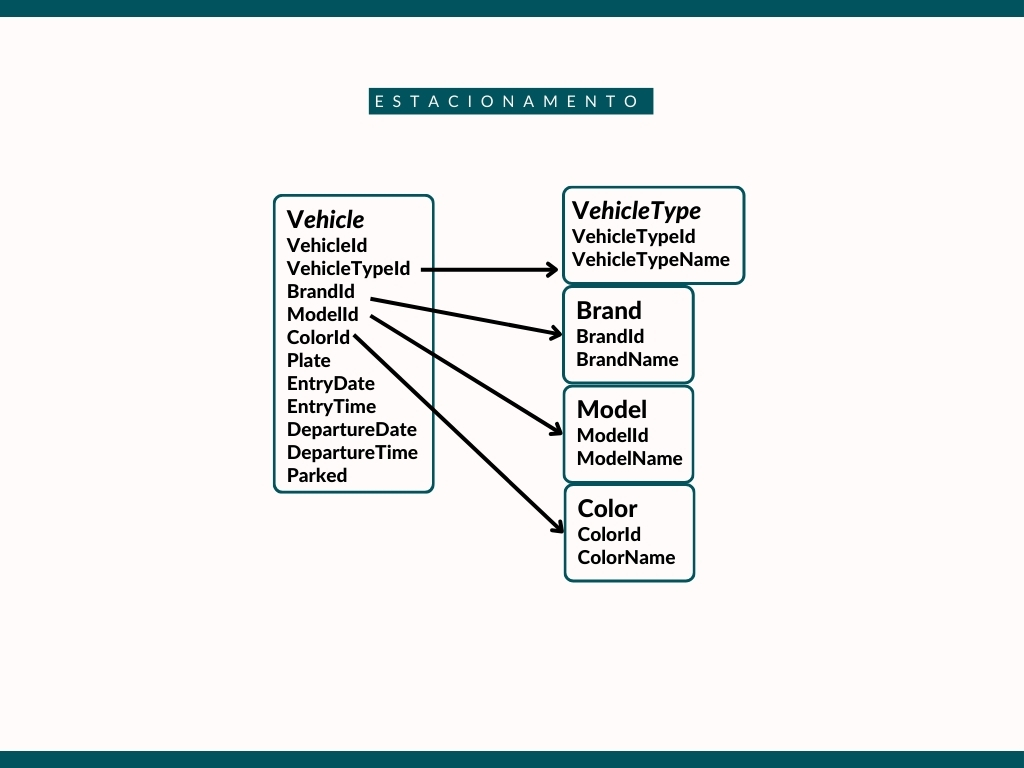 ESTACIONAMENTO
Vehicle
VehicleId
VehicleTypeId
BrandId
ModelId
ColorId
Plate
EntryDate
EntryTime
DepartureDate
DepartureTime
Parked
VehicleType
VehicleTypeId
VehicleTypeName
Brand
BrandId
BrandName
Model
ModelId
ModelName
Color
ColorId
ColorName